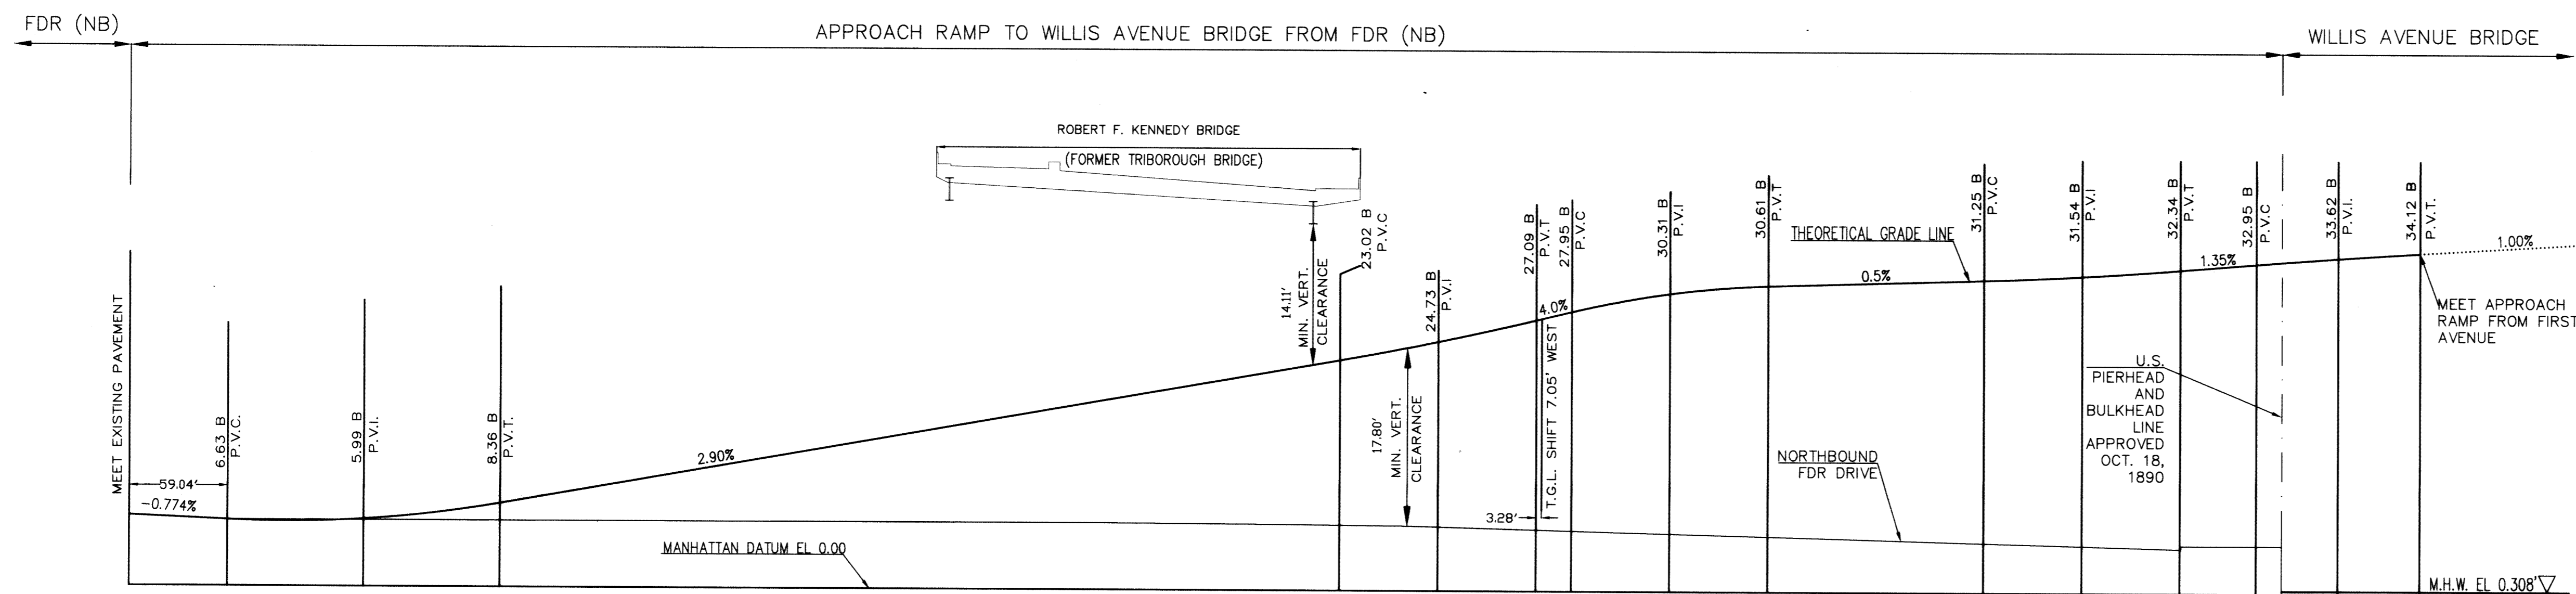 FDR (NB)
APPROACH RAMP TO WILLIS AVENUE BRIDGE FROM FDR (NB)
WILLIS AVENUE BRIDGE
ROBERT F. KENNEDY BRIDGE
(FORMER TRIBOROUGH BRIDGE)
MEET EXISTING PAVEMENT
59.04'
-0.774%
6.63 B
P.V.C.
5.99 B
P.V.I.
8.36 B
P.V.T.
2.90%
MANHATTAN DATUM EL 0.00
14.11'
MIN. VERT.
CLEARANCE
23.02 B
P.V.C
17.80'
MIN. VERT.
CLEARANCE
24.73 B
P.V.I
27.09 B
P.V.T
27.95 B
P.V.C
4.0%
T.G.L. SHIFT 7.05' WEST
3.28'
30.31 B
P.V.I
30.61 B
P.V.T
THEORETICAL GRADE LINE
0.5%
NORTHBOUND
FDR DRIVE
31.25 B
P.V.C
31.54 B
P.V.I
32.34 B
P.V.T
1.35%
32.95 B
P.V.C
U.S.
PIERHEAD
AND
BULKHEAD
LINE
APPROVED
OCT. 18,
1890
33.62 B
P.V.I.
34.12 B
P.V.T.
1.00%
MEET APPROACH
RAMP FROM FIRST
AVENUE
M.H.W. EL 0.308'